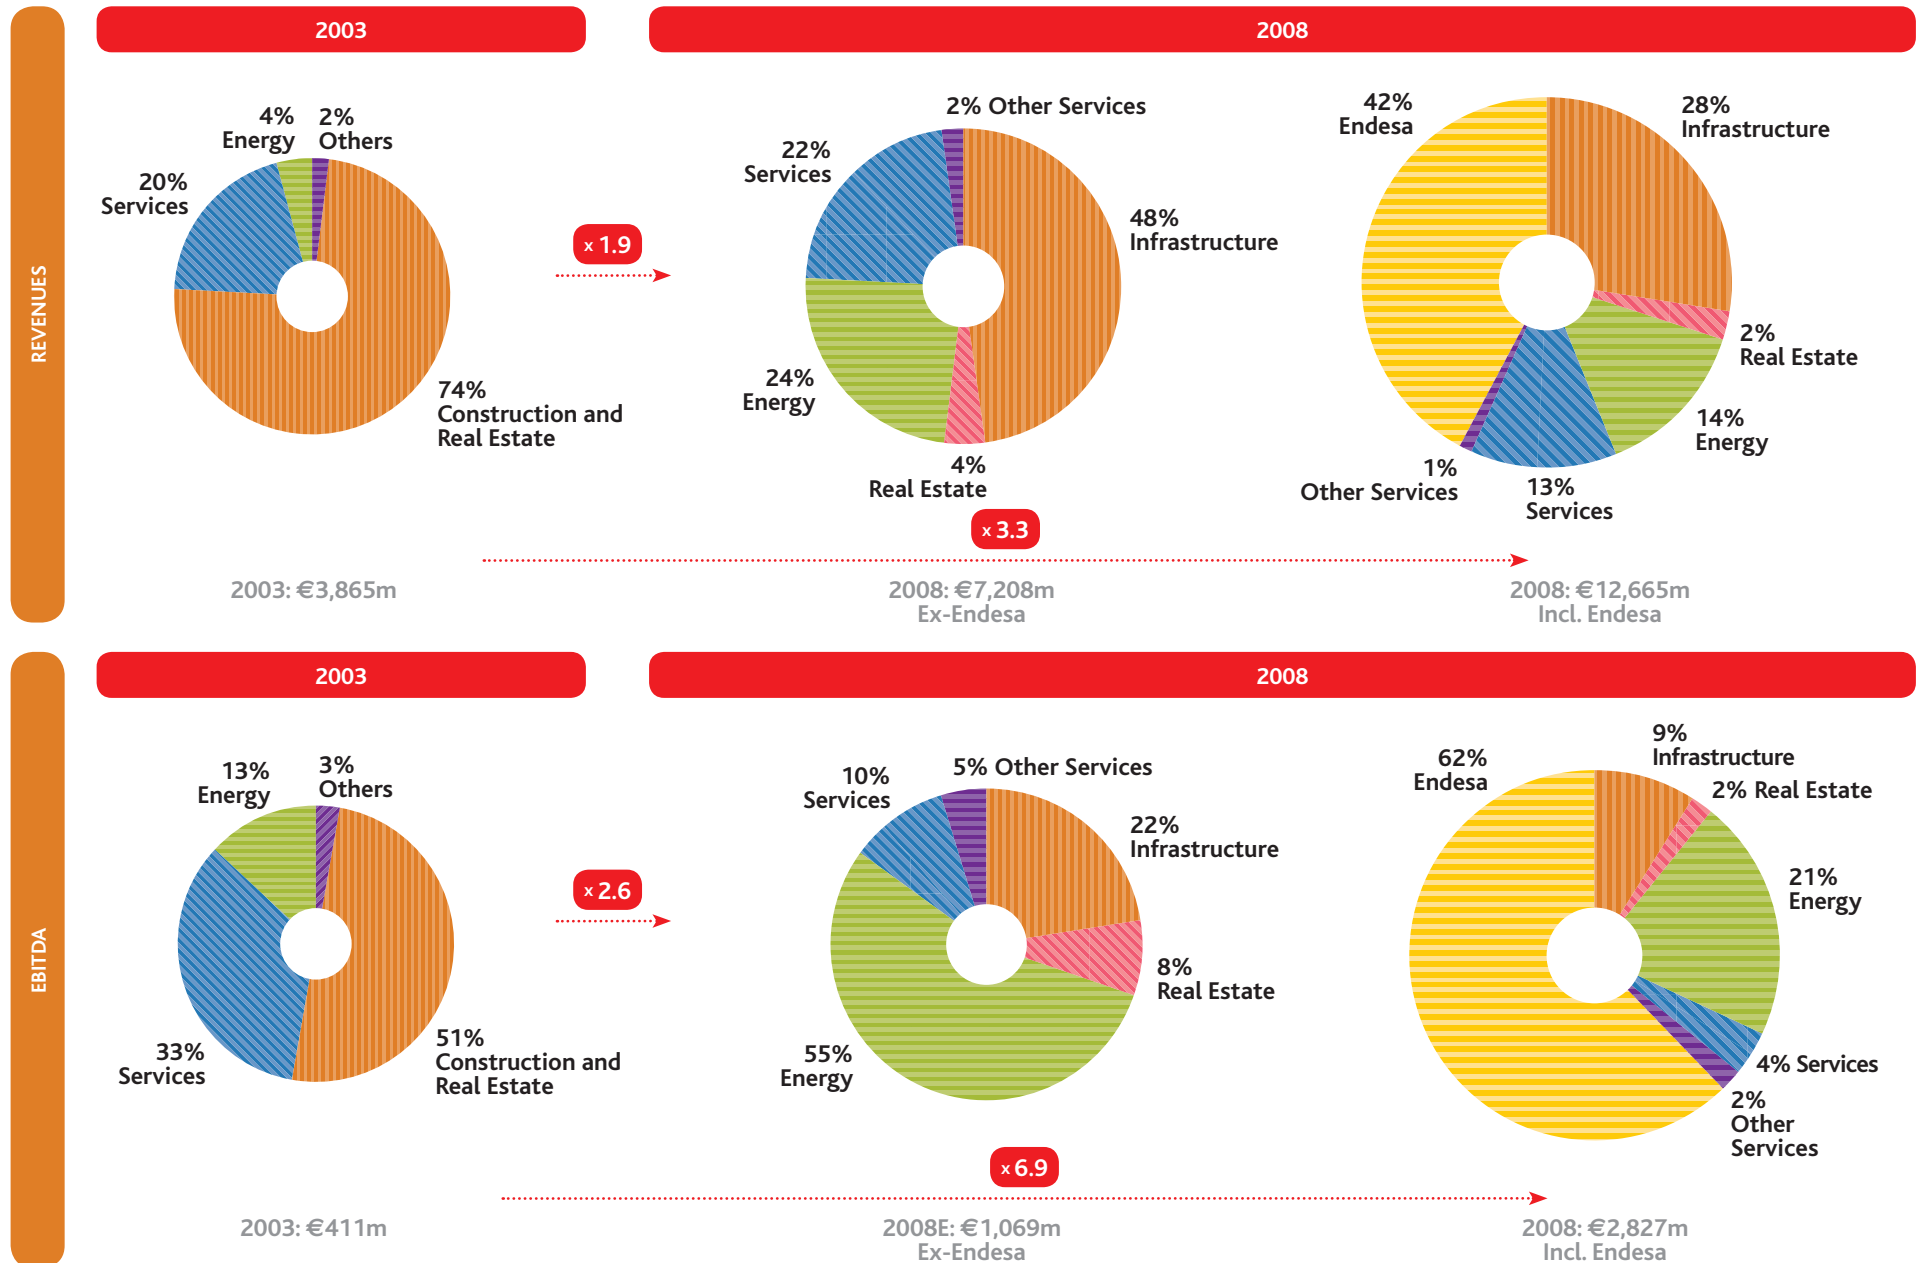 REVENUES
2003
2008
4%
Energy
2%
Others
20%
Services
74%
Construction and
Real Estate
x 1.9
2% Other Services
22%
Services
48%
Infrastructure
24%
Energy
4%
Real Estate
42%
Endesa
28%
Infrastructure
2%
Real Estate
14%
Energy
1%
Other Services
13%
Services
x 3.3
2003: €3,865m
2008: €7,208m
Ex-Endesa
2008: €12,665m
Incl. Endesa
EBITDA
2003
2008
13%
Energy
3%
Others
33%
Services
51%
Construction and
Real Estate
x 2.6
10%
Services
5% Other Services
22%
Infrastructure
8%
Real Estate
55%
Energy
62%
Endesa
9%
Infrastructure
2% Real Estate
21%
Energy
4% Services
2%
Other
Services
x 6.9
2003: €411m
2008E: €1,069m
Ex-Endesa
2008: €2,827m
Incl. Endesa